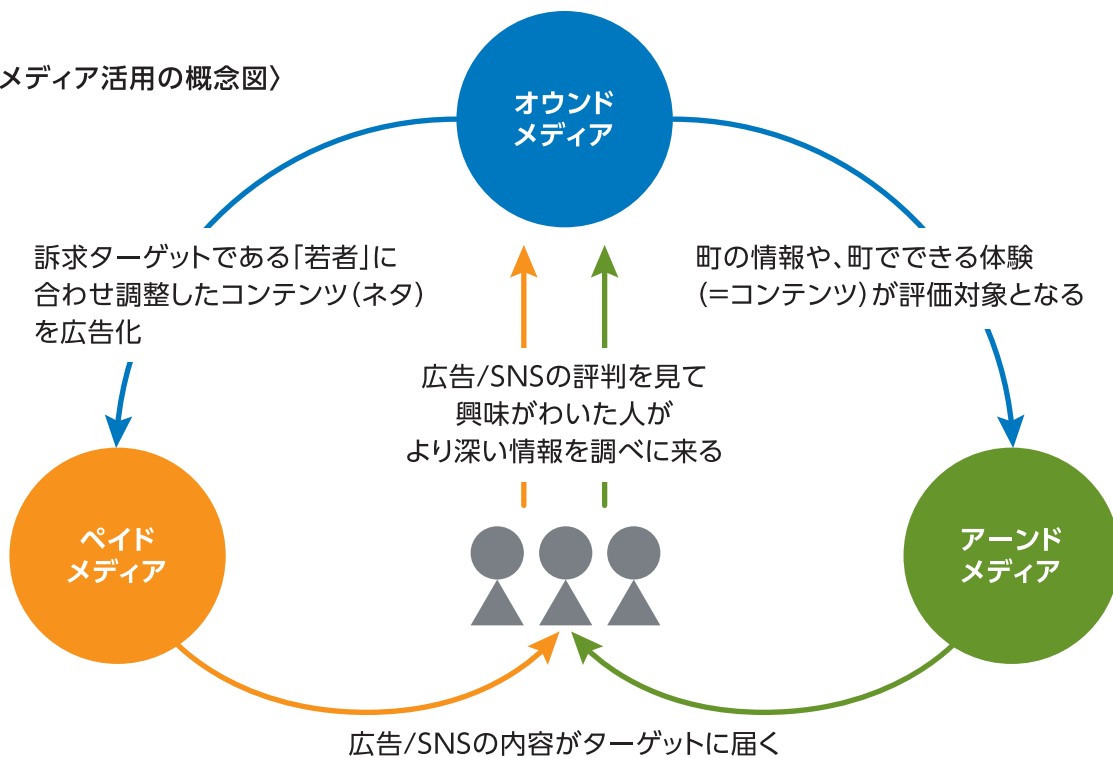 メディア活用の概念図〉
オウンド
メディア
訴求ターゲットである「若者」に
合わせ調整したコンテンツ（ネタ）
を広告化
町の情報や、町でできる体験
（=コンテンツ）が評価対象となる
広告/SNSの評判を見て
興味がわいた人が
より深い情報を調べに来る
ペイド
メディア
アーンド
メディア
広告/SNSの内容がターゲットに届く